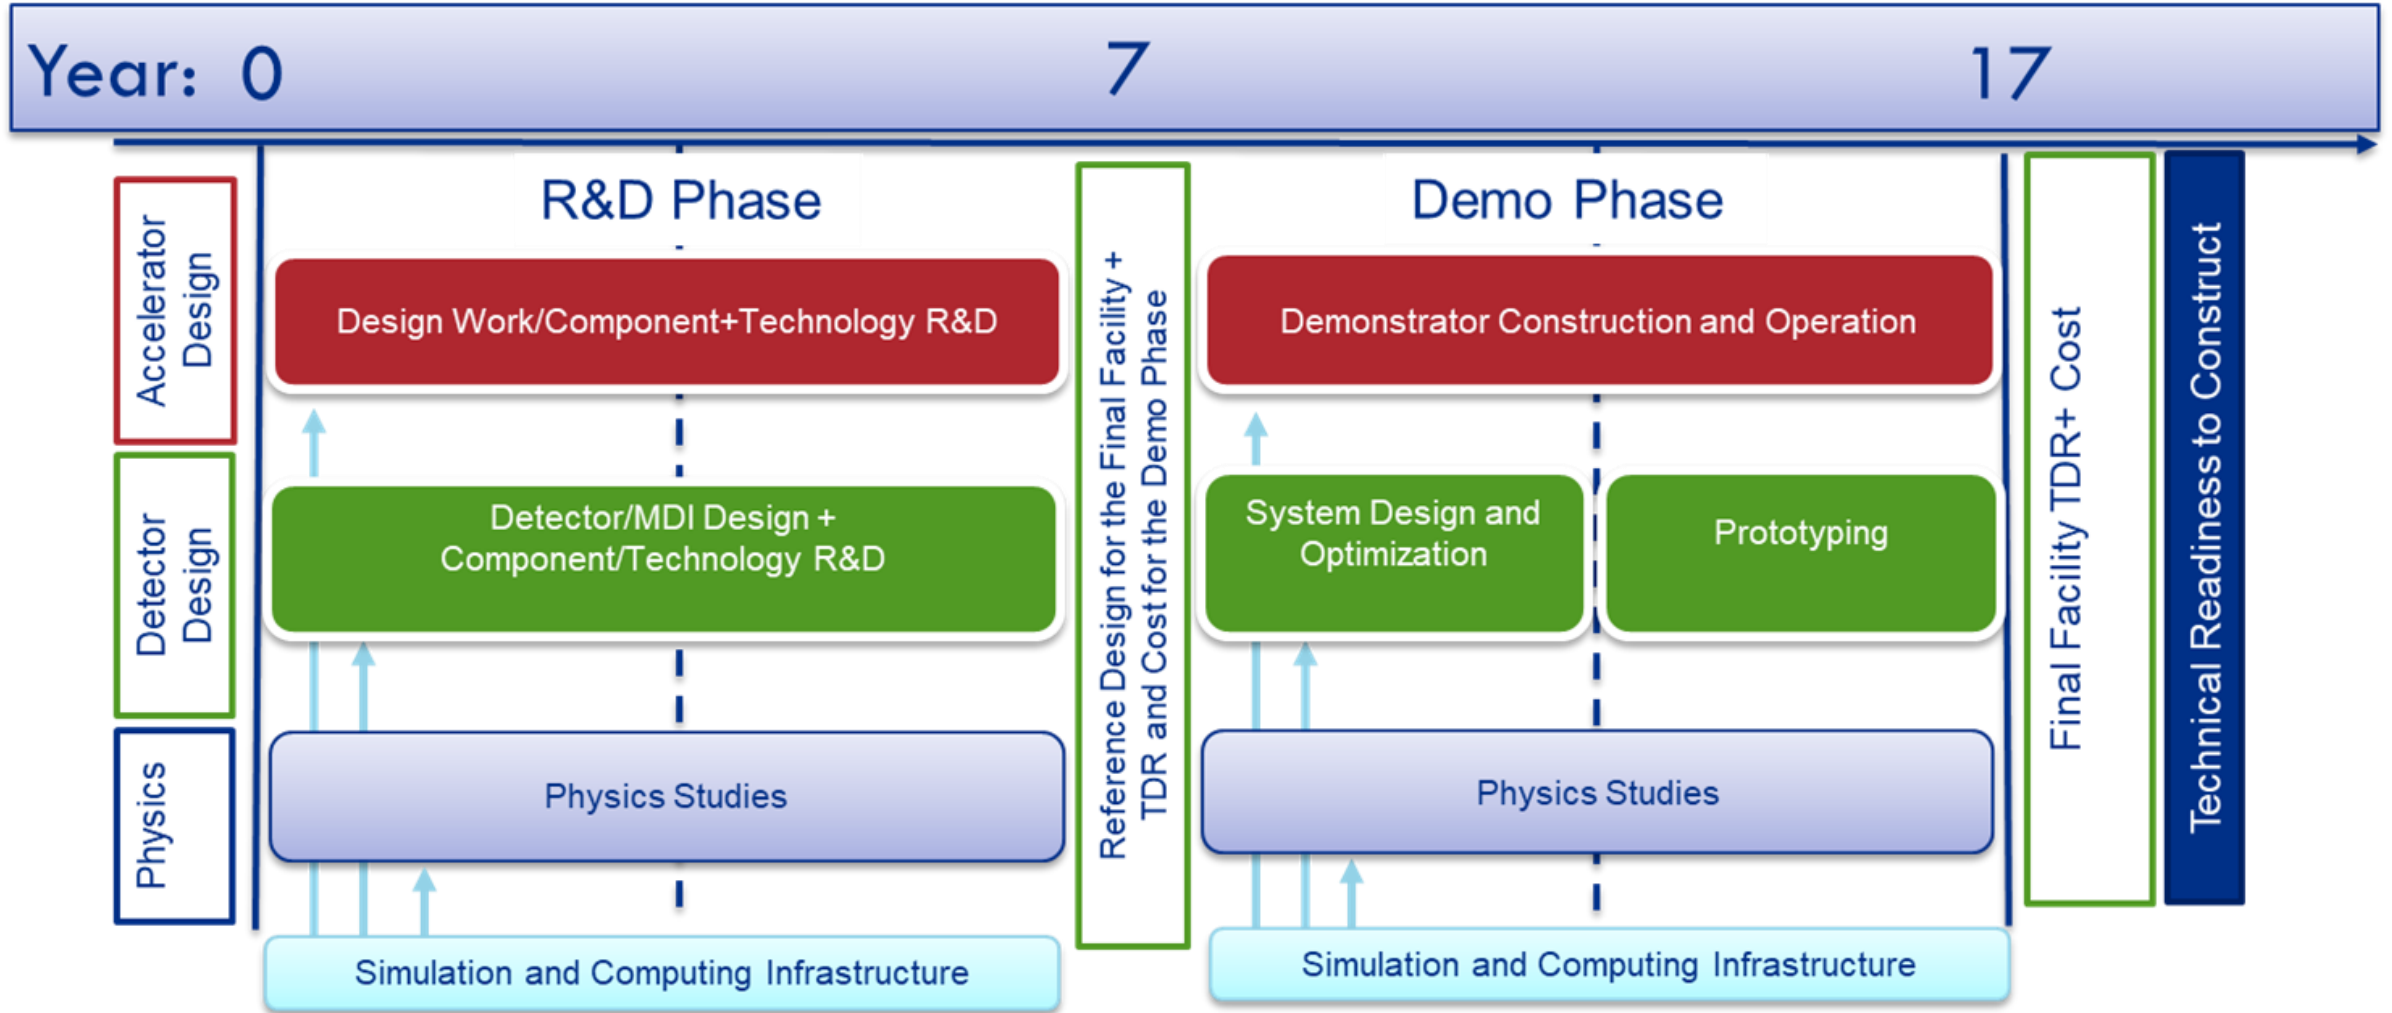 Year: 0 7 17
R&D Phase
Demo Phase
Accelerator
Design
Design Work/Component+Technology R&D
Demonstrator Construction and Operation
Detector
Design
Detector/MDI Design +
Component/Technology R&D
System Design and
Optimization
Prototyping
Physics
Physics Studies
Physics Studies
Simulation and Computing Infrastructure
Simulation and Computing Infrastructure
Reference Design for the Final Facility +
TDR and Cost for the Demo Phase
Final Facility TDR+ Cost
Technical Readiness to Construct